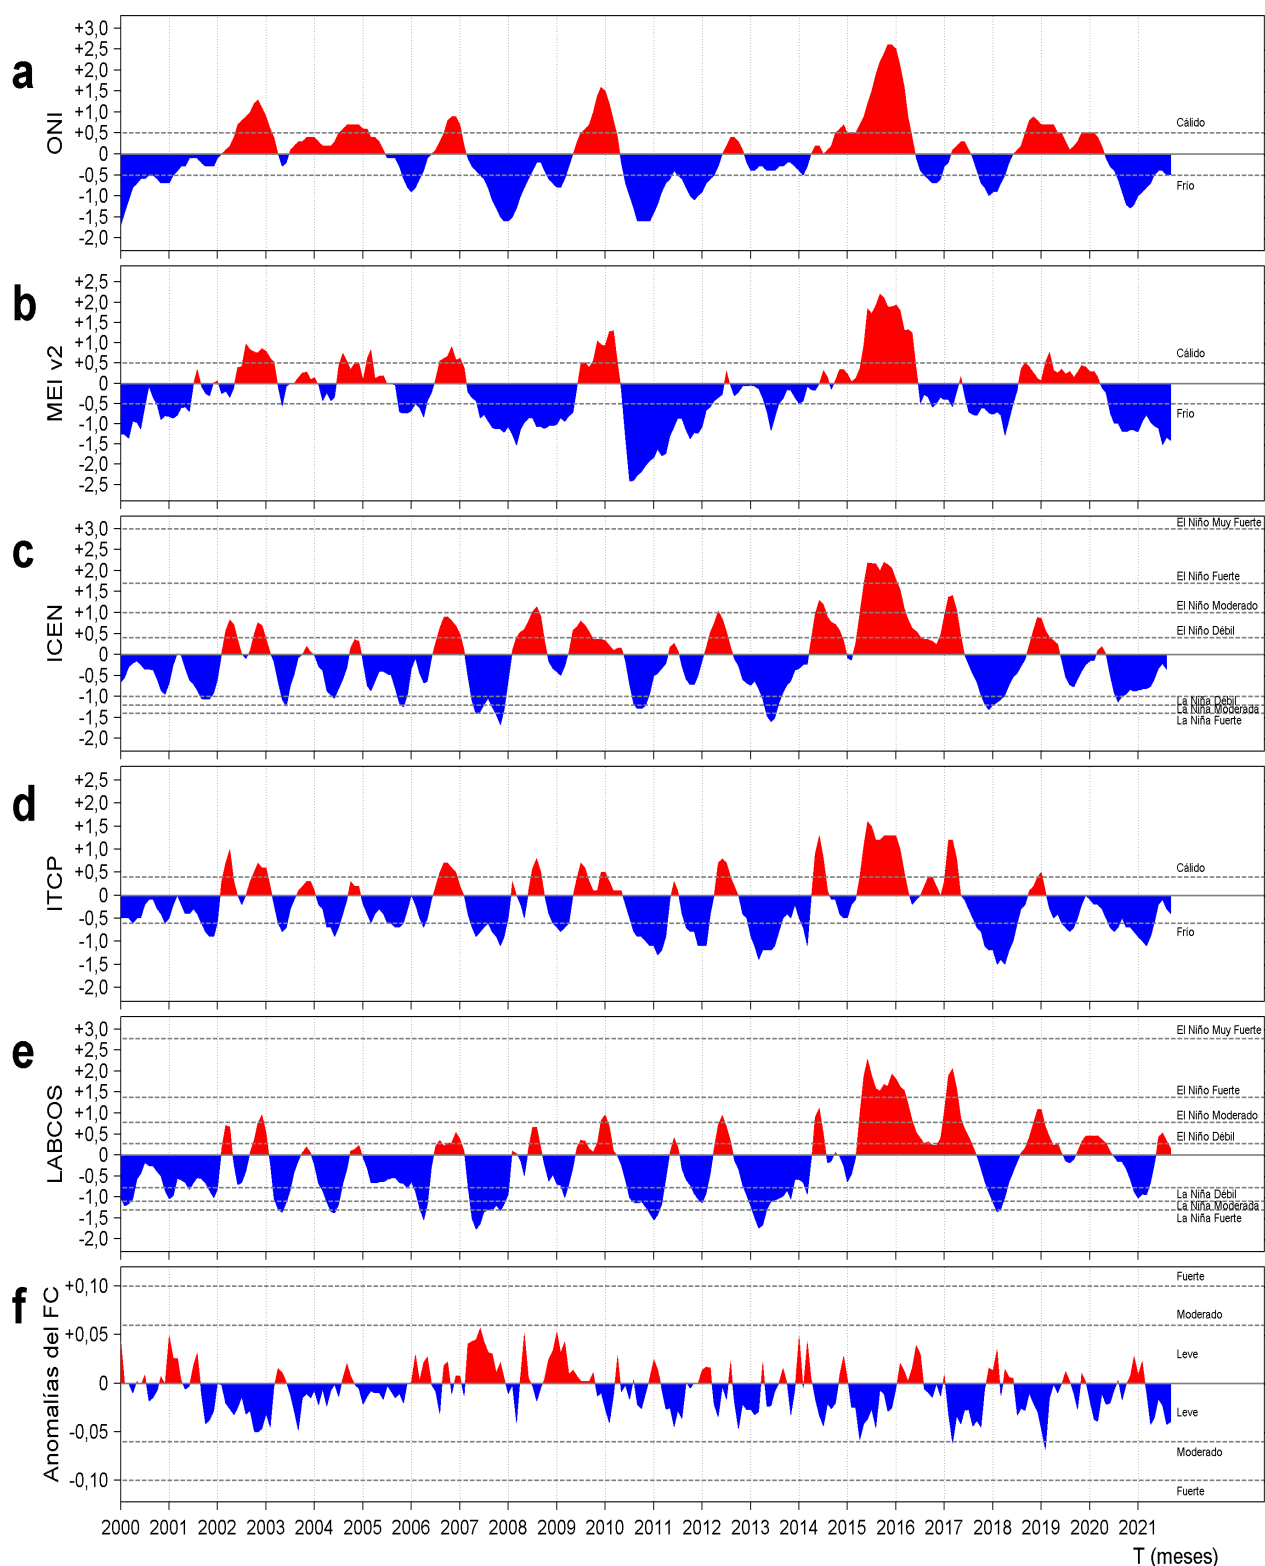 a
ONI
+3,0
+2,5
+2,0
+1,5
+1,0
+0,5
0
-0,5
-1,0
-1,5
-2,0
Cálido
Frío
b
MEI v2
+2,5
+2,0
+1,5
+1,0
+0,5
0
-0,5
-1,0
-1,5
-2,0
-2,5
Cálido
Frío
c
ICEN
+3,0
+2,5
+2,0
+1,5
+1,0
+0,5
0
-0,5
-1,0
-1,5
-2,0
El Niño Muy Fuerte
El Niño Fuerte
El Niño Moderado
El Niño Débil
La Niña Débil
La Niña Moderada
La Niña Fuerte
d
ITCP
+2,5
+2,0
+1,5
+1,0
+0,5
0
-0,5
-1,0
-1,5
-2,0
Cálido
Frío
e
LABCOS
+3,0
+2,5
+2,0
+1,5
+1,0
+0,5
0
-0,5
-1,0
-1,5
-2,0
El Niño Muy Fuerte
El Niño Fuerte
El Niño Moderado
El Niño Débil
La Niña Débil
La Niña Moderada
La Niña Fuerte
f
Anomalías del FC
+0,10
+0,05
0
-0,05
-0,10
Fuerte
Moderado
Leve
Leve
Moderado
Fuerte
2000 2001 2002 2003 2004 2005 2006 2007 2008 2009 2010 2011 2012 2013 2014 2015 2016 2017 2018 2019 2020 2021
T (meses)